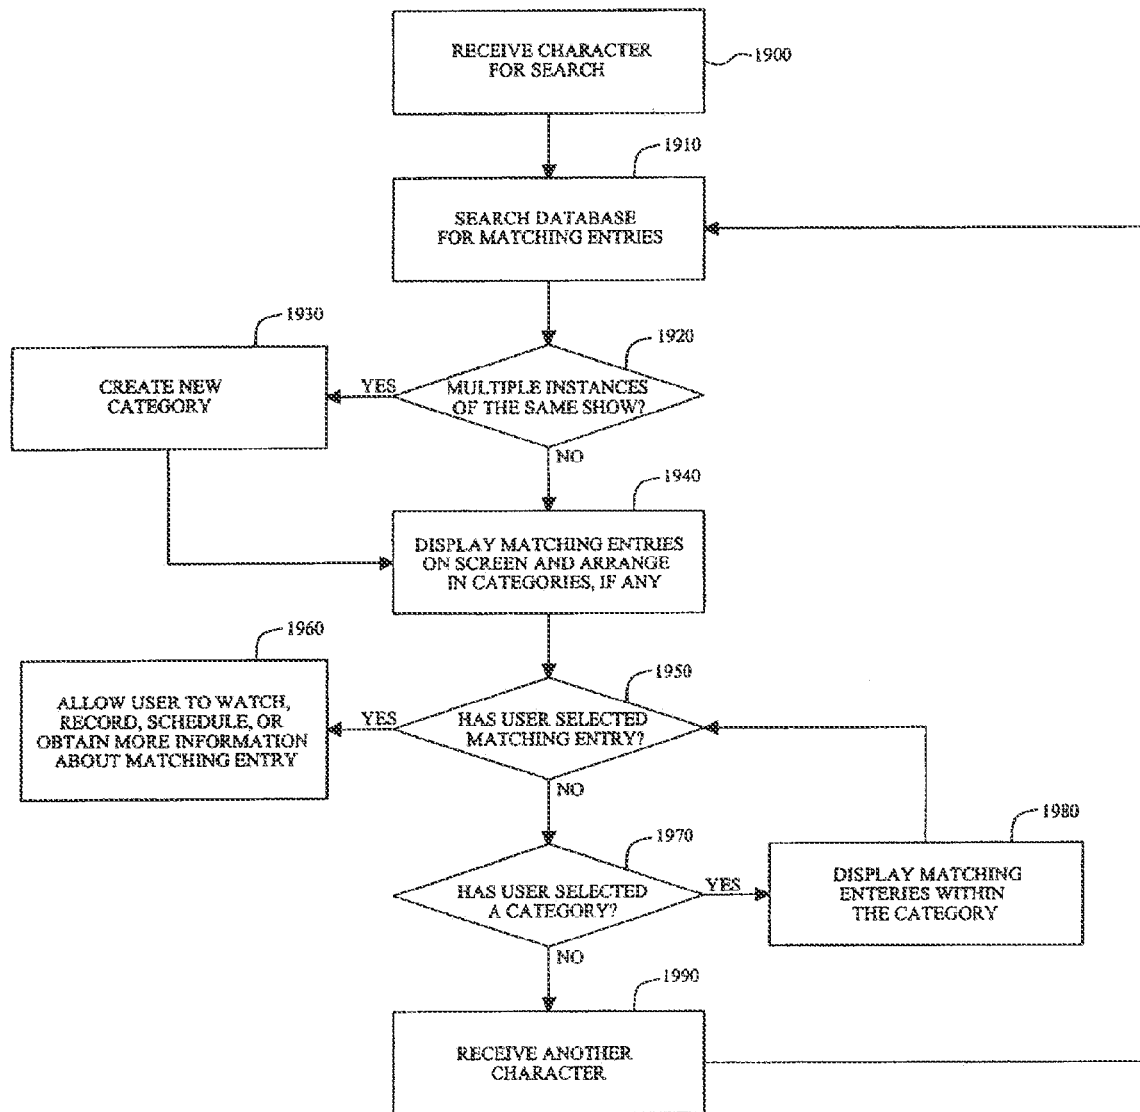 RECEIVE CHARACTER
FOR SEARCH
1900
1910
SEARCH DATABASE
FOR MATCHING ENTRIES
1930
CREATE NEW
CATEGORY
YES
1920
MULTIPLE INSTANCES
OF THE SAME SHOW?
NO
1940
DISPLAY MATCHING ENTRIES
ON SCREEN AND ARRANGE
IN CATEGORIES, IF ANY
1960
ALLOW USER TO WATCH,
RECORD, SCHEDULE, OR
OBTAIN MORE INFORMATION
ABOUT MATCHING ENTRY
YES
1950
HAS USER SELECTED
MATCHING ENTRY?
NO
1970
HAS USER SELECTED
A CATEGORY?
YES
1980
DISPLAY MATCHING
ENTERIES WITHIN
THE CATEGORY
NO
1990
RECEIVE ANOTHER
CHARACTER